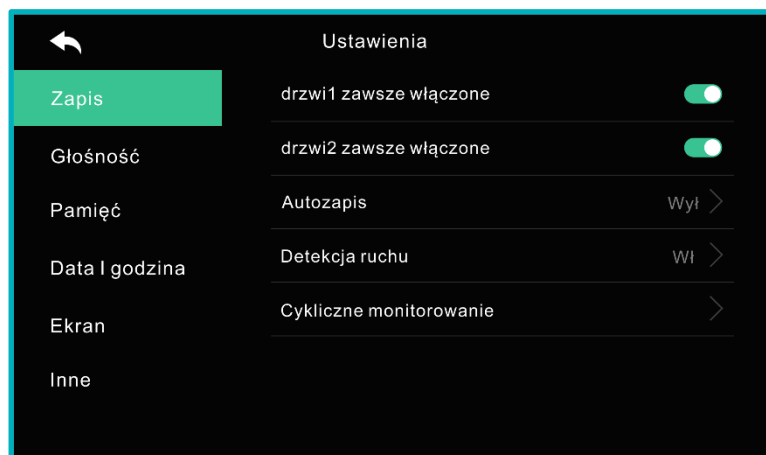 Ustawienia
Zapis
Głośność
Pamięć
Data I godzina
Ekran
Inne
drzwi1 zawsze włączone
drzwi2 zawsze włączone
Autozapis Wył
Detekcja ruchu Wł
Cykliczne monitorowanie